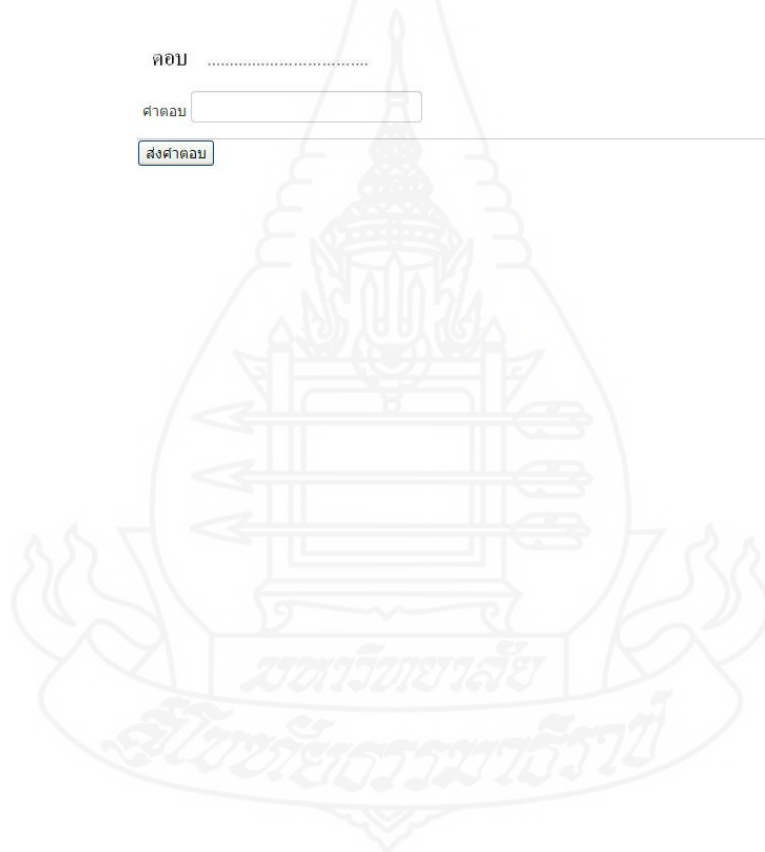 ตอบ ....................................
คำตอบ
ส่งคำตอบ
มหาวิทยาลัย
สุโขทัยธรรมาธิราช